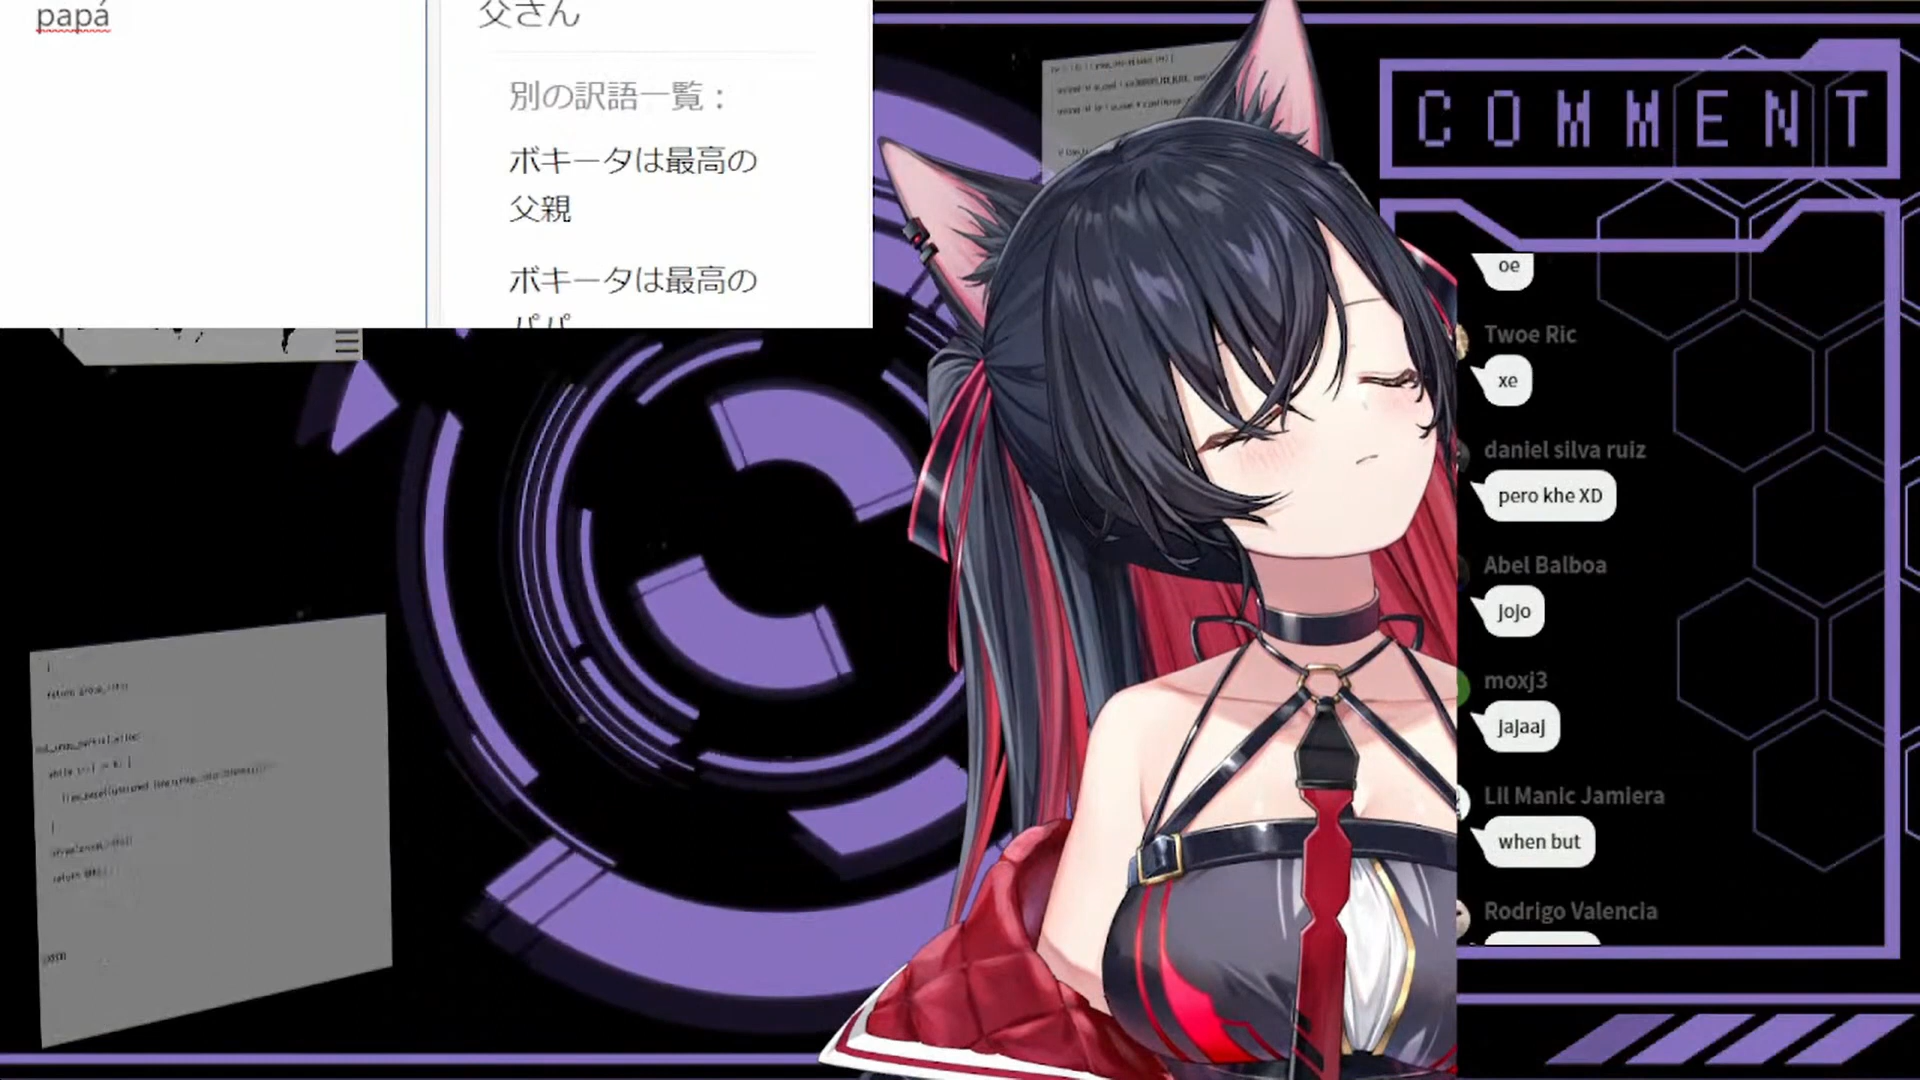 papá
父さん
別の訳語一覧：
ボキータは最高の
父親
ボキータは最高の
パパ
COMMENT
oe
Twoe Ric
xe
daniel silva ruiz
pero khe XD
Abel Balboa
JoJo
moxj3
JaJaaJ
Lil Manic Jamiera
when but
Rodrigo Valencia